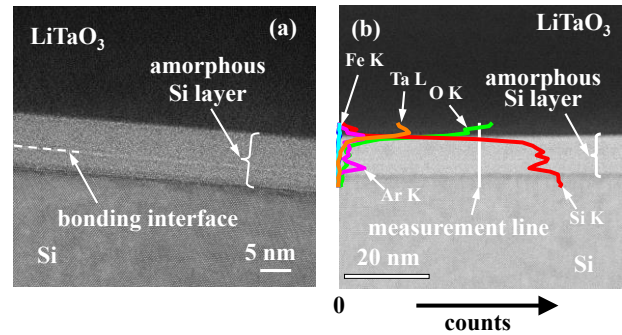 (a)
LiTaO3
amorphous
Si layer
bonding interface
Si
5 nm
(b)
LiTaO3
Fe K
Ta L
O K
amorphous
Si layer
Ar K
Si K
measurement line
20 nm
Si
0
counts